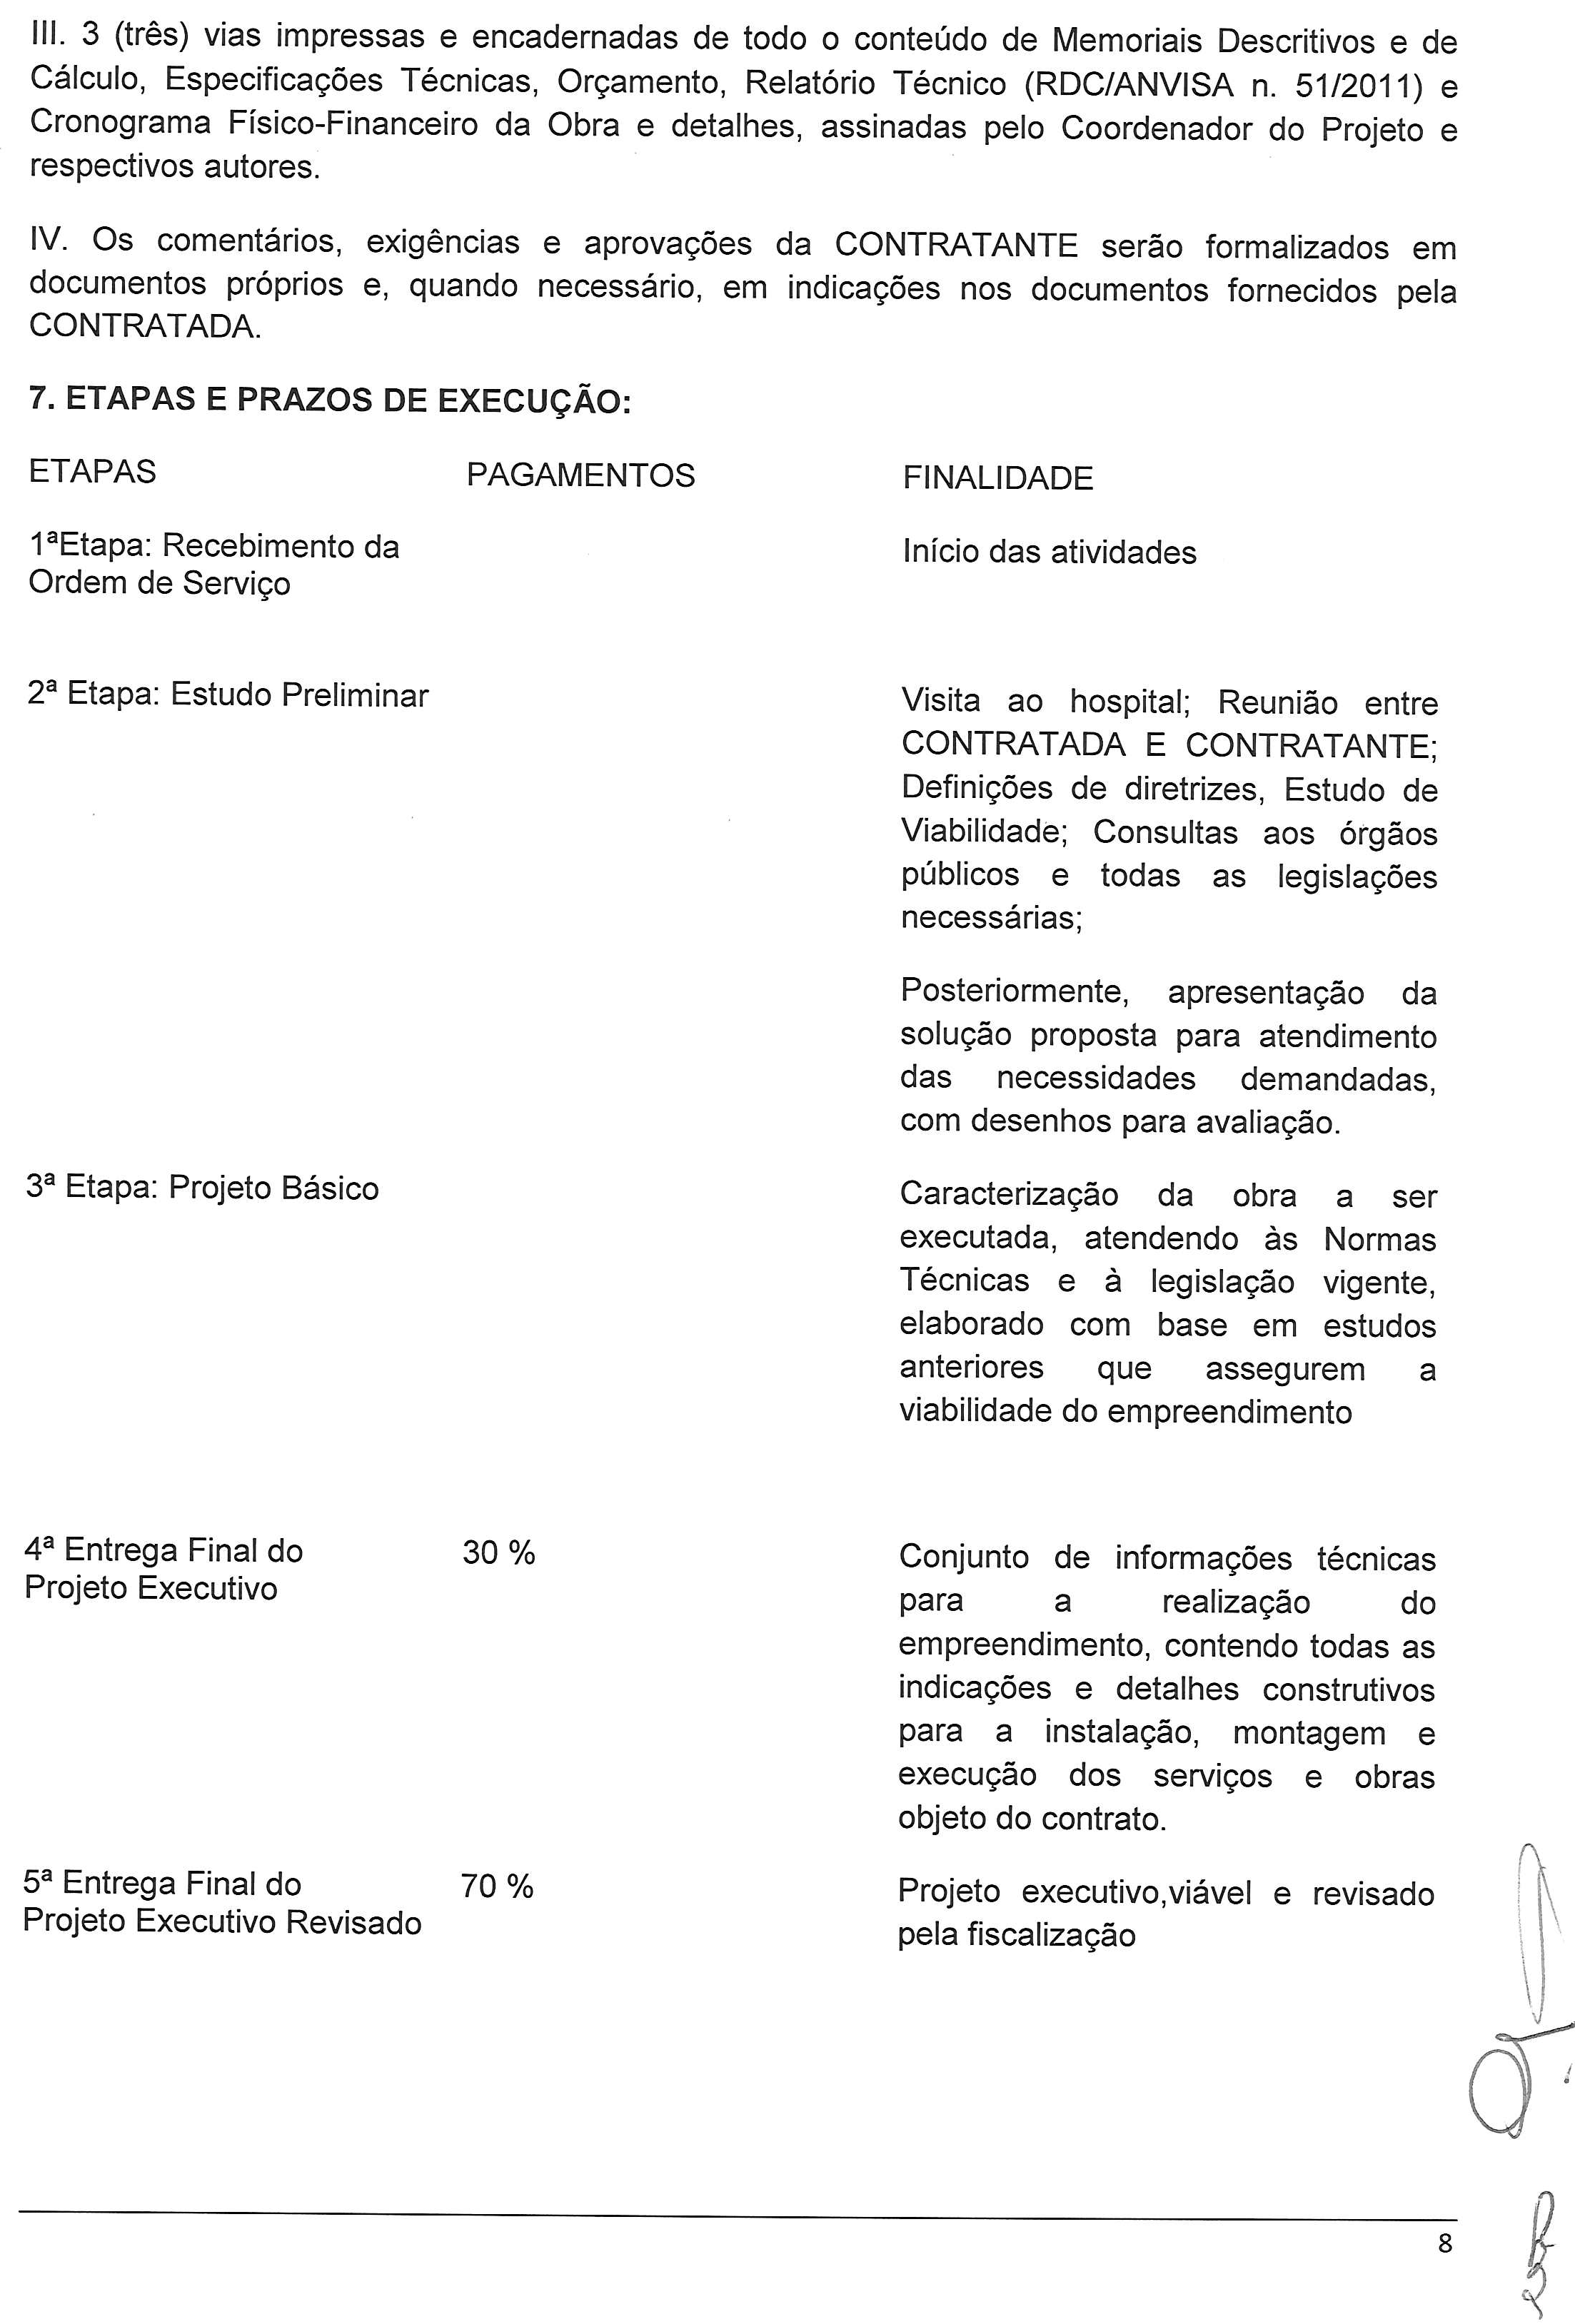 III. 3 (três) vias impressas e encadernadas de todo o conteúdo de Memoriais Descritivos e de
Cálculo, Especificações Técnicas, Orçamento, Relatório Técnico (RDC/ANVISA n. 51/2011) e
Cronograma Físico-Financeiro da Obra e detalhes, assinadas pelo Coordenador do Projeto e
respectivos autores.
IV. Os comentários, exigências e aprovações da CONTRATANTE serão formalizados em
documentos próprios e, quando necessário, em indicações nos documentos fornecidos pela
CONTRATADA.
7. ETAPAS E PRAZOS DE EXECUÇÃO:
ETAPAS PAGAMENTOS FINALIDADE
1ªEtapa: Recebimento da
Ordem de Serviço
Início das atividades
2ª Etapa: Estudo Preliminar
Visita ao hospital; Reunião entre
CONTRATADA E CONTRATANTE;
Definições de diretrizes, Estudo de
Viabilidade; Consultas aos órgãos
públicos e todas as legislações
necessárias;
Posteriormente, apresentação da
solução proposta para atendimento
das necessidades demandadas,
com desenhos para avaliação.
3ª Etapa: Projeto Básico
Caracterização da obra a ser
executada, atendendo às Normas
Técnicas e à legislação vigente,
elaborado com base em estudos
anteriores que assegurem a
viabilidade do empreendimento
4ª Entrega Final do
Projeto Executivo
30 %
Conjunto de informações técnicas
para a realização do
empreendimento, contendo todas as
indicações e detalhes construtivos
para a instalação, montagem e
execução dos serviços e obras
objeto do contrato.
5ª Entrega Final do
Projeto Executivo Revisado
70 %
Projeto executivo,viável e revisado
pela fiscalização
8